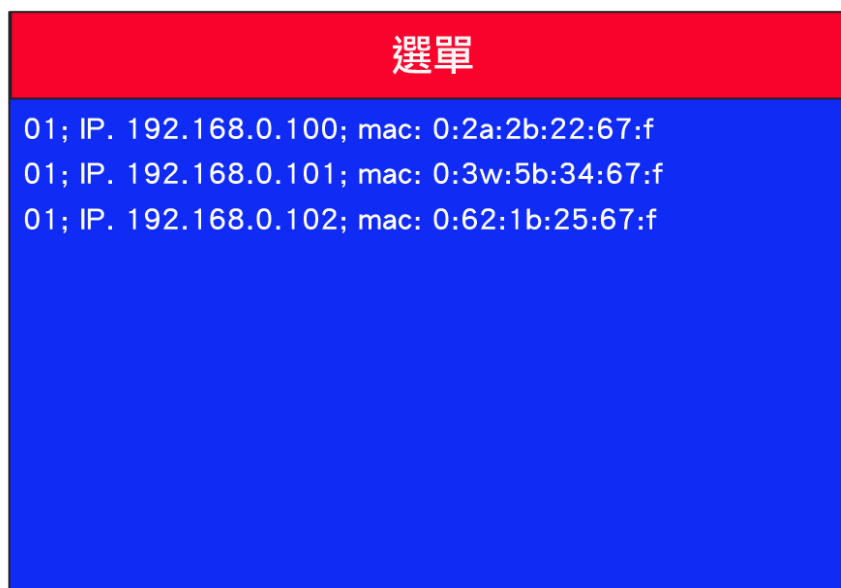 選單
01; IP. 192.168.0.100; mac: 0:2a:2b:22:67:f
01; IP. 192.168.0.101; mac: 0:3w:5b:34:67:f
01; IP. 192.168.0.102; mac: 0:62:1b:25:67:f